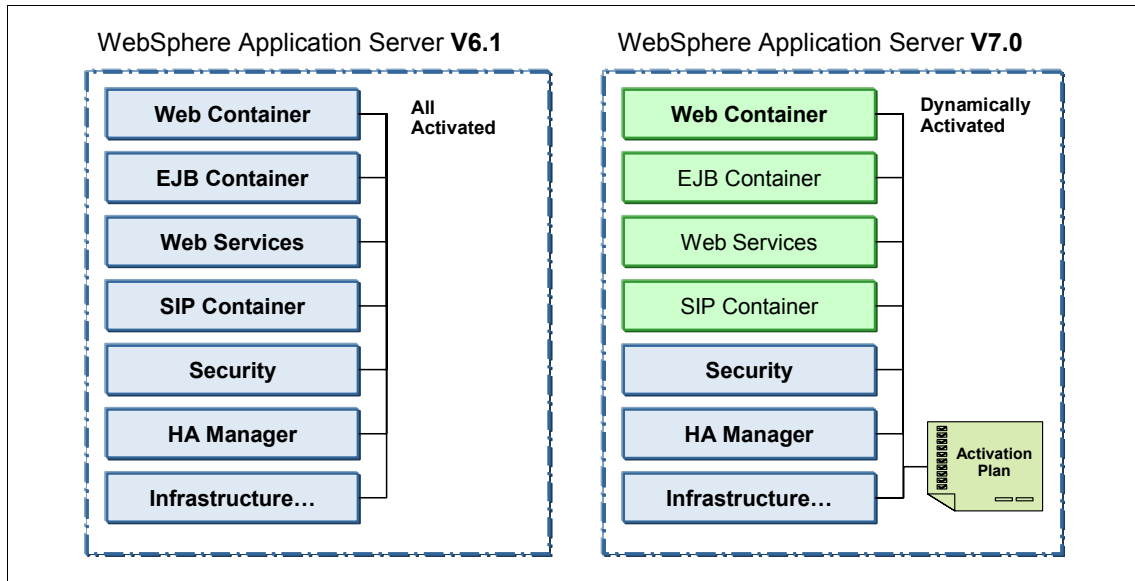 WebSphere Application Server V6.1
All
Activated
Web Container
EJB Container
Web Services
SIP Container
Security
HA Manager
Infrastructure…
WebSphere Application Server V7.0
Dynamically
Activated
Web Container
EJB Container
Web Services
SIP Container
Security
HA Manager
Infrastructure…
Activation
Plan